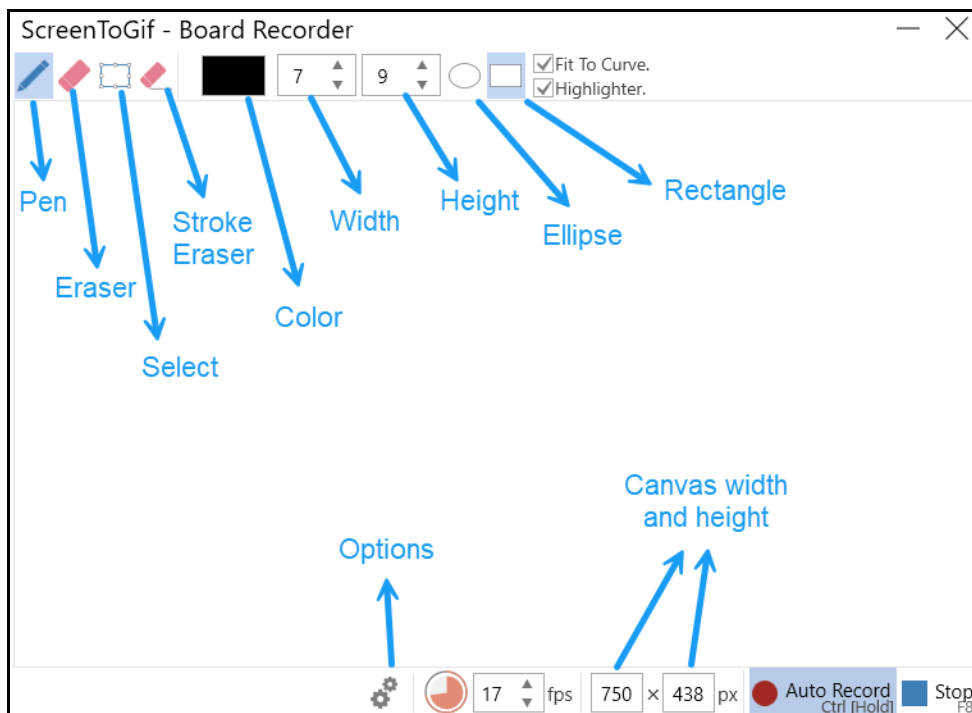 ScreenToGif - Board Recorder
7
9
Fit To Curve.
Highlighter.
Pen
Eraser
Select
Stroke
Eraser
Color
Width
Height
Ellipse
Rectangle
Canvas width
and height
Options
17 fps
750 × 438 px
Auto Record
Ctrl [Hold]
Stop
F8